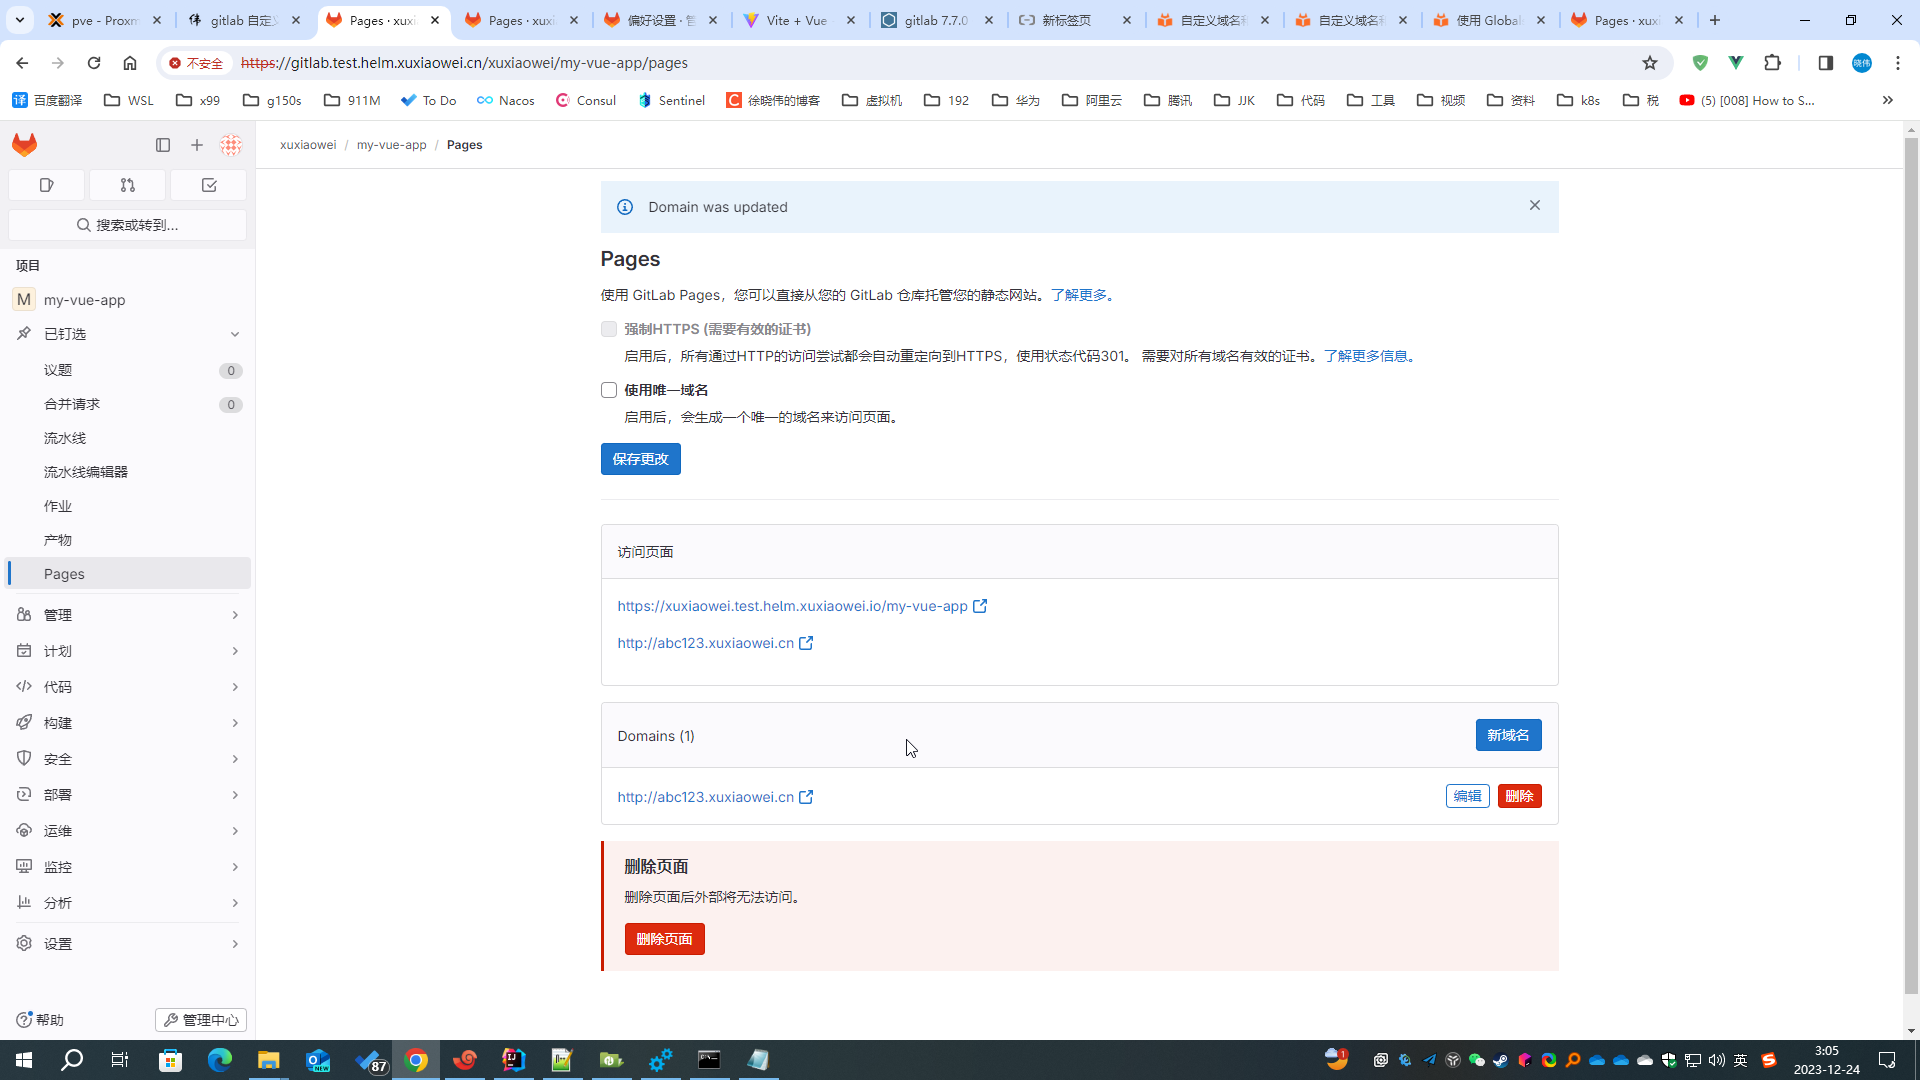 pve - Proxm
gitlab 自定
Pages · xuxi
Pages · xuxi
偏好设置 · 管
Vite + Vue
gitlab 7.7.0
新标签页
自定义域名和
自定义域名和
使用 Global
Pages · xuxi
不安全
https://gitlab.test.helm.xuxiaowei.cn/xuxiaowei/my-vue-app/pages
晓伟
译 百度翻译
WSL
x99
g150s
911M
To Do
Nacos
Consul
Sentinel
C 徐晓伟的博客
虚拟机
192
华为
阿里云
腾讯
JJK
代码
工具
视频
资料
k8s
税
(5) [008] How to S...
xuxiaowei / my-vue-app / Pages
搜索或转到...
项目
M my-vue-app
已钉选
议题 0
合并请求 0
流水线
流水线编辑器
作业
产物
Pages
管理
计划
代码
构建
安全
部署
运维
监控
分析
设置
帮助
管理中心
Domain was updated
Pages
使用 GitLab Pages，您可以直接从您的 GitLab 仓库托管您的静态网站。了解更多。
强制HTTPS (需要有效的证书)
启用后，所有通过HTTP的访问尝试都会自动重定向到HTTPS，使用状态代码301。 需要对所有域名有效的证书。了解更多信息。
使用唯一域名
启用后，会生成一个唯一的域名来访问页面。
保存更改
访问页面
https://xuxiaowei.test.helm.xuxiaowei.io/my-vue-app
http://abc123.xuxiaowei.cn
Domains (1)
新域名
http://abc123.xuxiaowei.cn
编辑
删除
删除页面
删除页面后外部将无法访问。
删除页面
NEW
87
1
英
3:05
2023-12-24